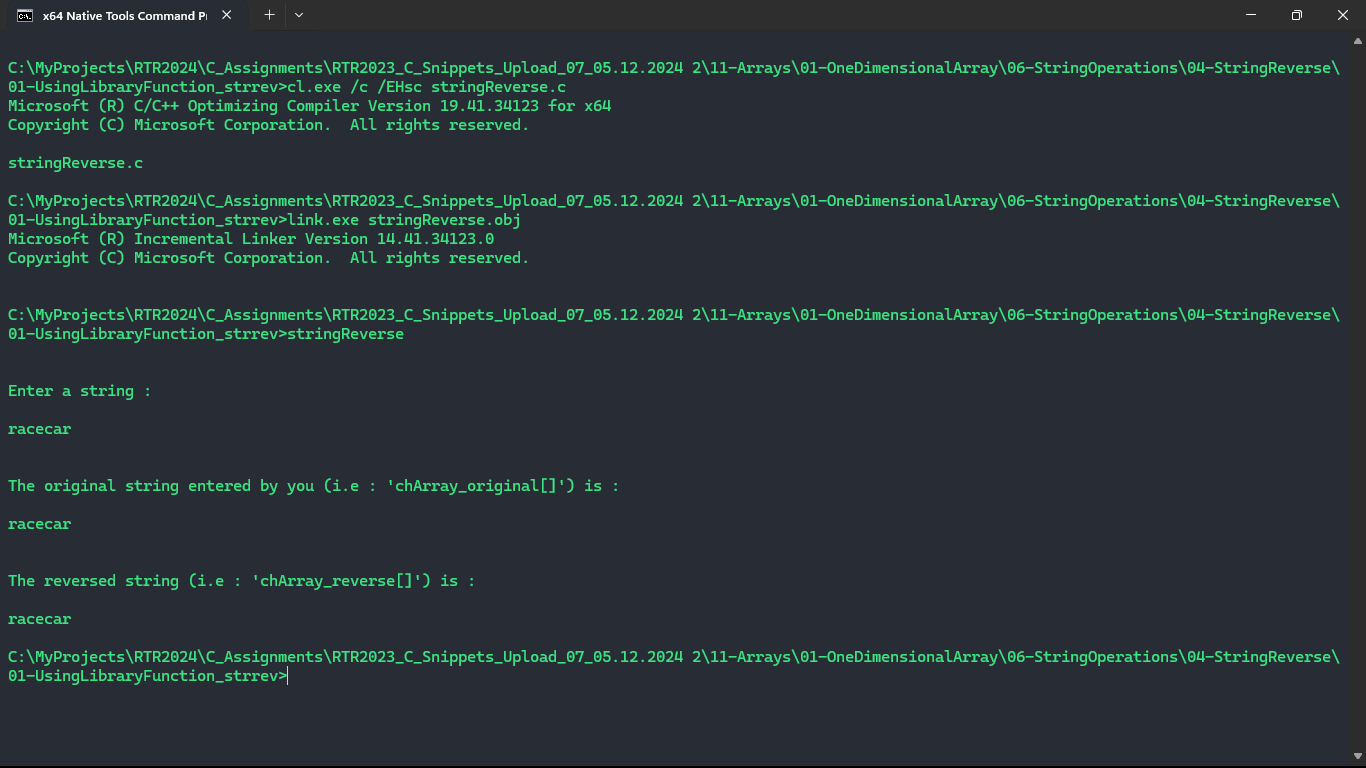 x64 Native Tools Command P
C:\MyProjects\RTR2024\C_Assignments\RTR2023_C_Snippets_Upload_07_05.12.2024 2\11-Arrays\01-OneDimensionalArray\06-StringOperations\04-StringReverse\
01-UsingLibraryFunction_strrev>cl.exe /c /EHsc stringReverse.c
Microsoft (R) C/C++ Optimizing Compiler Version 19.41.34123 for x64
Copyright (C) Microsoft Corporation.  All rights reserved.
stringReverse.c
C:\MyProjects\RTR2024\C_Assignments\RTR2023_C_Snippets_Upload_07_05.12.2024 2\11-Arrays\01-OneDimensionalArray\06-StringOperations\04-StringReverse\
01-UsingLibraryFunction_strrev>link.exe stringReverse.obj
Microsoft (R) Incremental Linker Version 14.41.34123.0
Copyright (C) Microsoft Corporation.  All rights reserved.
C:\MyProjects\RTR2024\C_Assignments\RTR2023_C_Snippets_Upload_07_05.12.2024 2\11-Arrays\01-OneDimensionalArray\06-StringOperations\04-StringReverse\
01-UsingLibraryFunction_strrev>stringReverse
Enter a string :
racecar
The original string entered by you (i.e : 'chArray_original[]') is :
racecar
The reversed string (i.e : 'chArray_reverse[]') is :
racecar
C:\MyProjects\RTR2024\C_Assignments\RTR2023_C_Snippets_Upload_07_05.12.2024 2\11-Arrays\01-OneDimensionalArray\06-StringOperations\04-StringReverse\
01-UsingLibraryFunction_strrev>